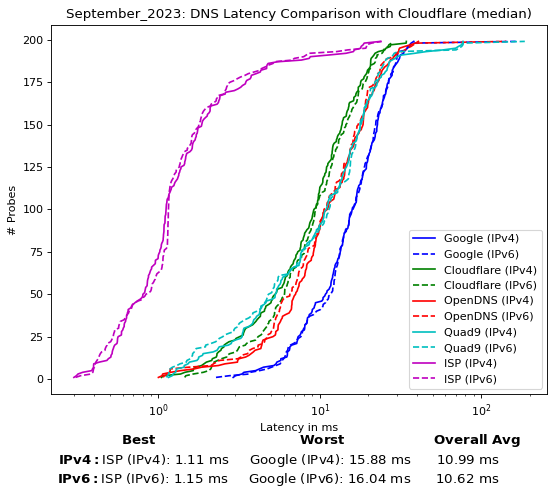 September_2023: DNS Latency Comparison with Cloudflare (median)
200
175
150
125
100
75
50
25
0
# Probes
10⁰
10¹
10²
Latency in ms
Google (IPv4)
Google (IPv6)
Cloudflare (IPv4)
Cloudflare (IPv6)
OpenDNS (IPv4)
OpenDNS (IPv6)
Quad9 (IPv4)
Quad9 (IPv6)
ISP (IPv4)
ISP (IPv6)
Best Worst Overall Avg
IPv4: ISP (IPv4): 1.11 ms Google (IPv4): 15.88 ms 10.99 ms
IPv6: ISP (IPv6): 1.15 ms Google (IPv6): 16.04 ms 10.62 ms